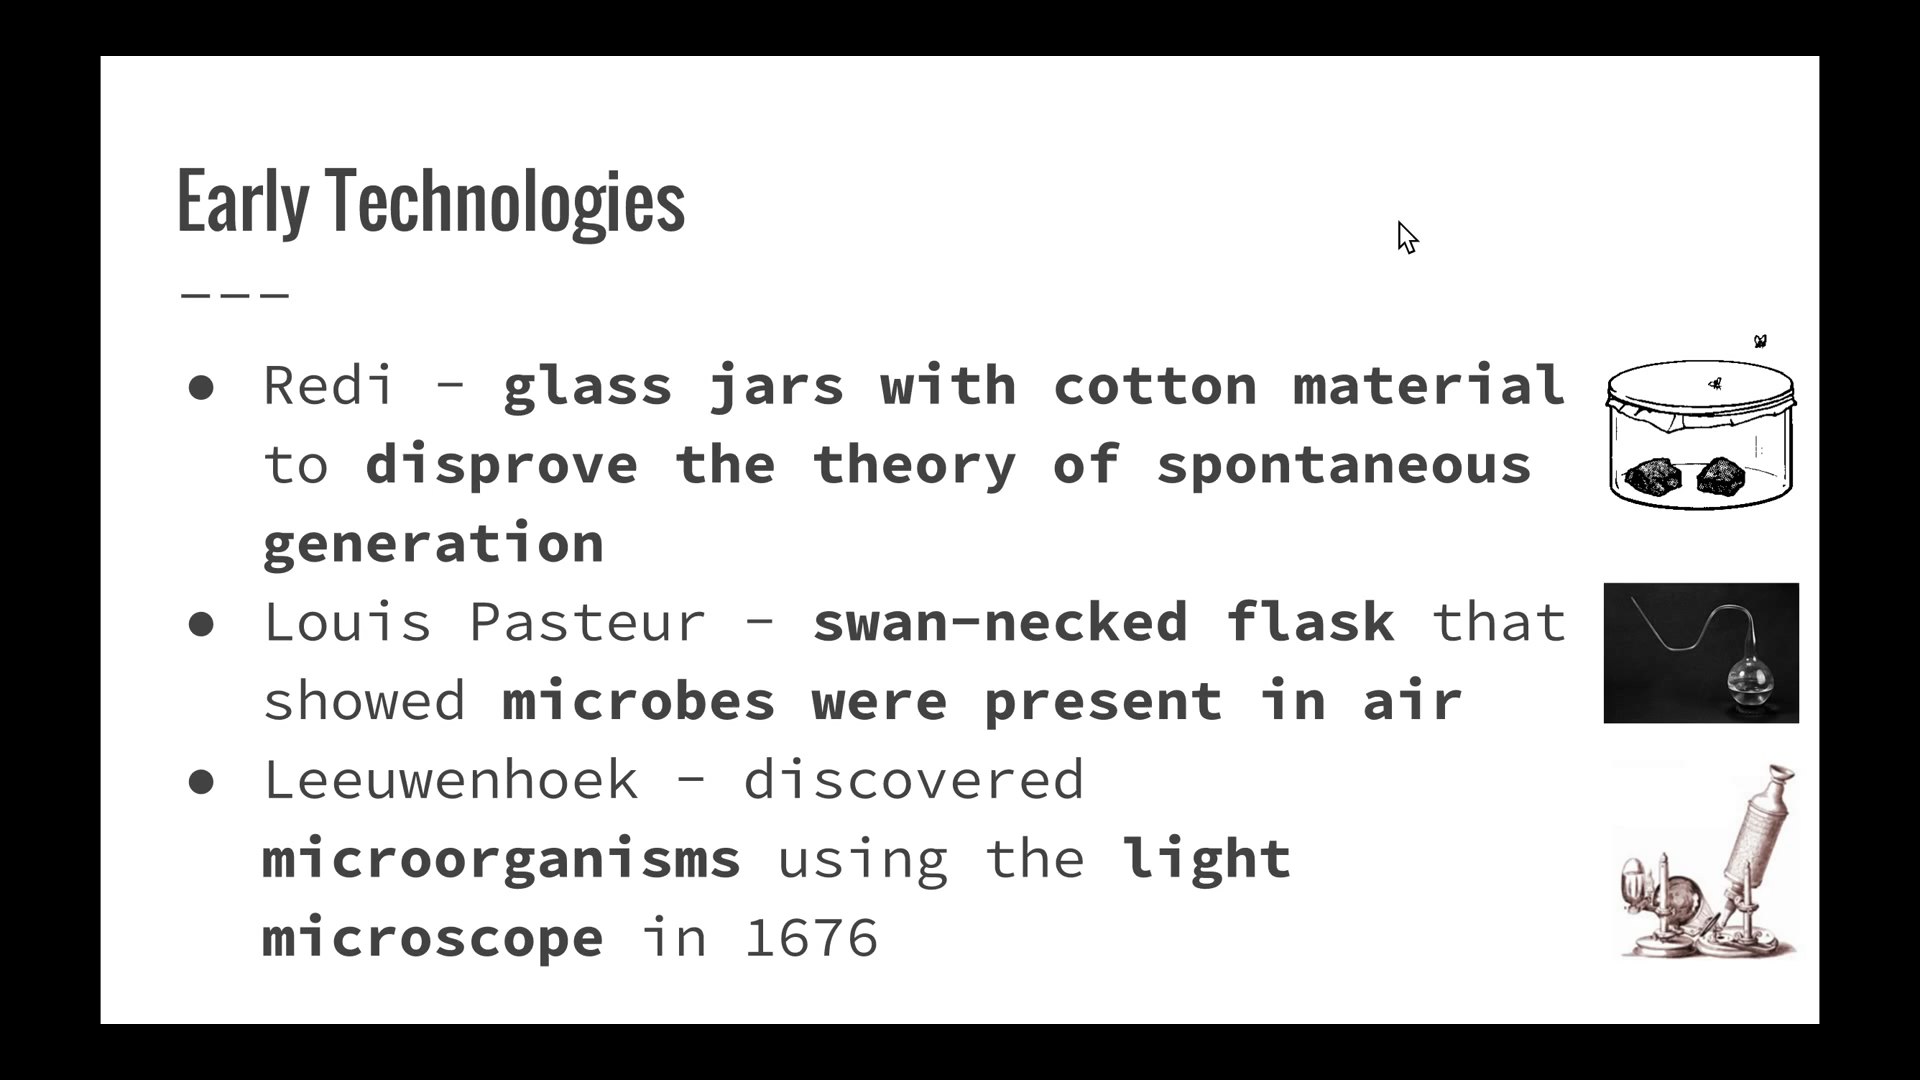 Early Technologies
---
● Redi - glass jars with cotton material
to disprove the theory of spontaneous
generation
● Louis Pasteur - swan-necked flask that
showed microbes were present in air
● Leeuwenhoek - discovered
microorganisms using the light
microscope in 1676